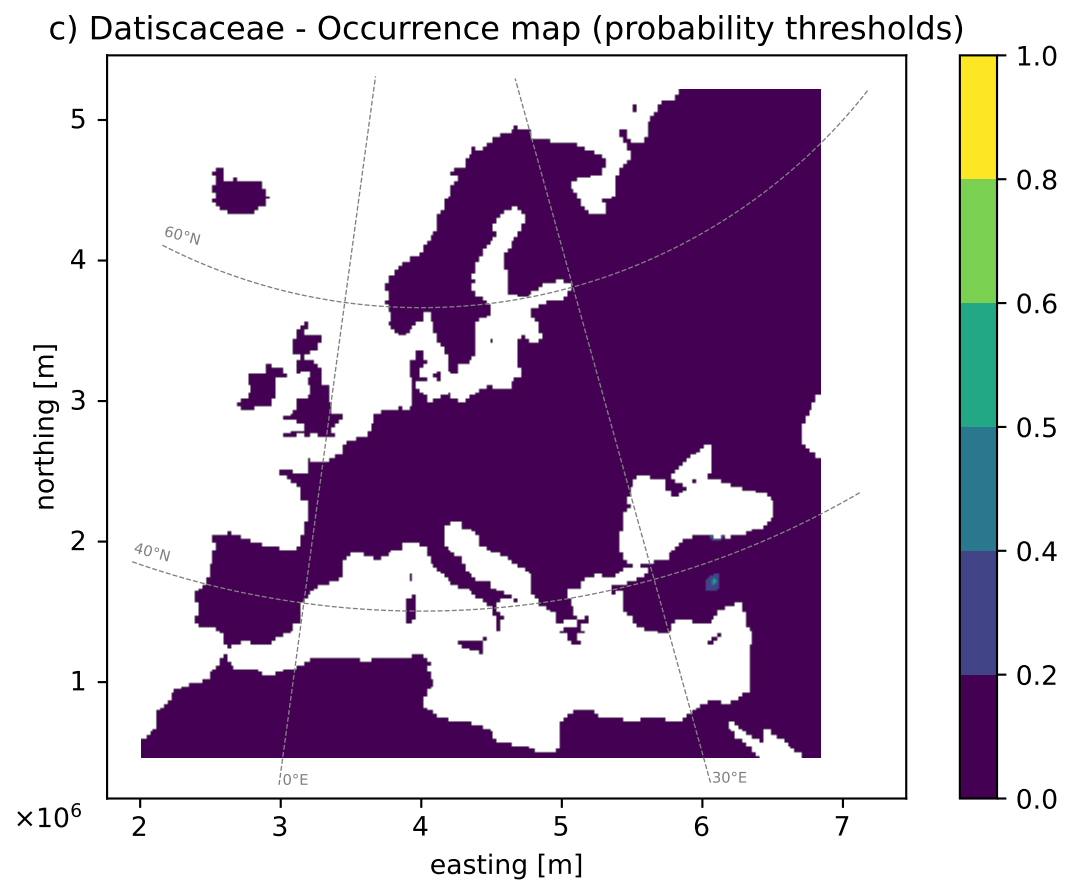 c) Datiscaceae - Occurrence map (probability thresholds)
northing [m]
5
4
3
2
1
60°N
40°N
0°E
30°E
×10⁶
2 3 4 5 6 7
easting [m]
1.0
0.8
0.6
0.5
0.4
0.2
0.0